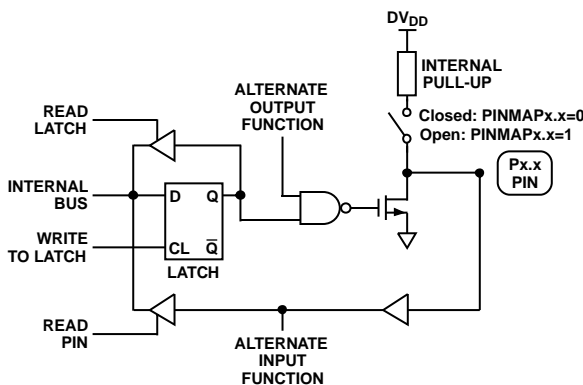 DVDD
INTERNAL
PULL-UP
Closed: PINMAPx.x=0
Open: PINMAPx.x=1
Px.x
PIN
ALTERNATE
OUTPUT
FUNCTION
READ
LATCH
INTERNAL
BUS
WRITE
TO LATCH
D Q
CL Q̅
LATCH
READ
PIN
ALTERNATE
INPUT
FUNCTION